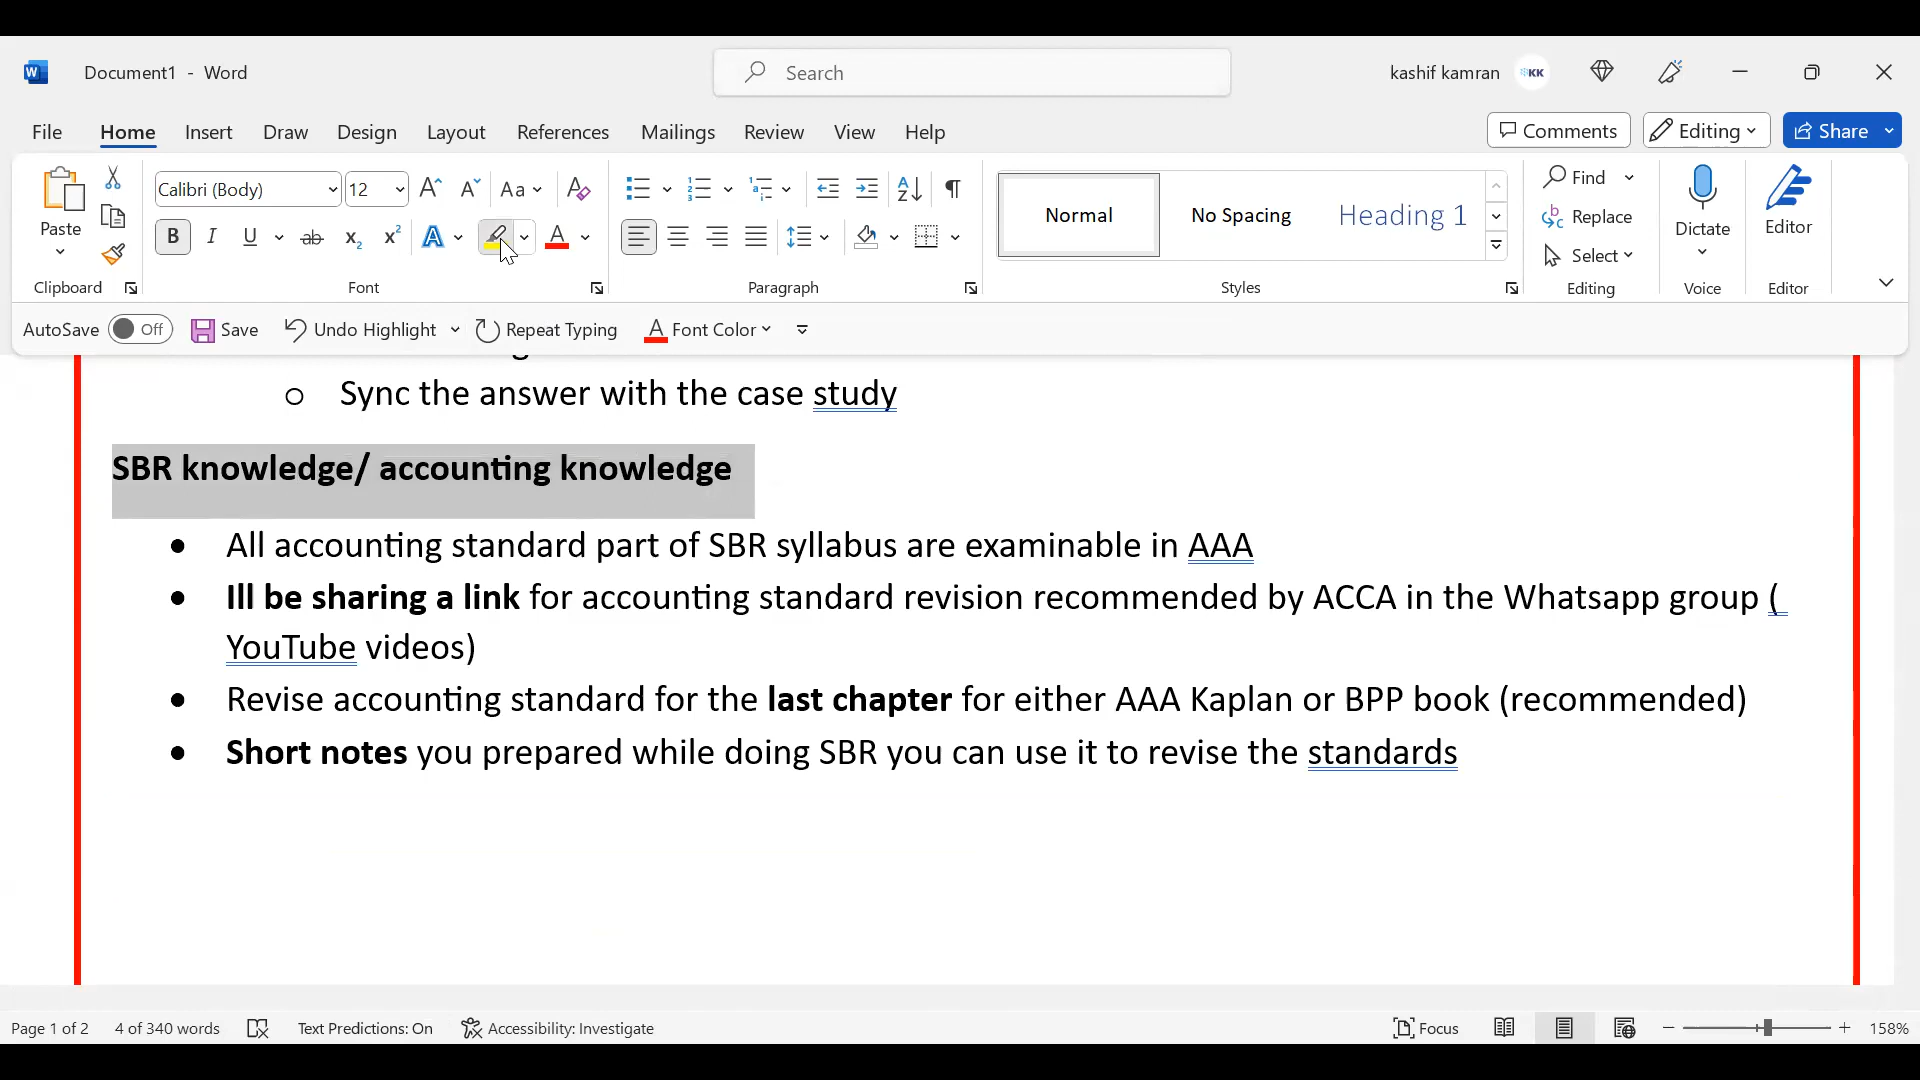 Document1 - Word
Search
kashif kamran
KK
File Home Insert Draw Design Layout References Mailings Review View Help
Comments Editing Share
Calibri (Body) 12 Aa
Paste
Clipboard Font Paragraph Styles Editing Voice Editor
Normal No Spacing Heading 1
Find
Replace
Select
Dictate
Editor
AutoSave Off Save Undo Highlight Repeat Typing Font Color
o Sync the answer with the case study
SBR knowledge/ accounting knowledge
• All accounting standard part of SBR syllabus are examinable in AAA
• Ill be sharing a link for accounting standard revision recommended by ACCA in the Whatsapp group (
YouTube videos)
• Revise accounting standard for the last chapter for either AAA Kaplan or BPP book (recommended)
• Short notes you prepared while doing SBR you can use it to revise the standards
Page 1 of 2 4 of 340 words Text Predictions: On Accessibility: Investigate Focus 158%